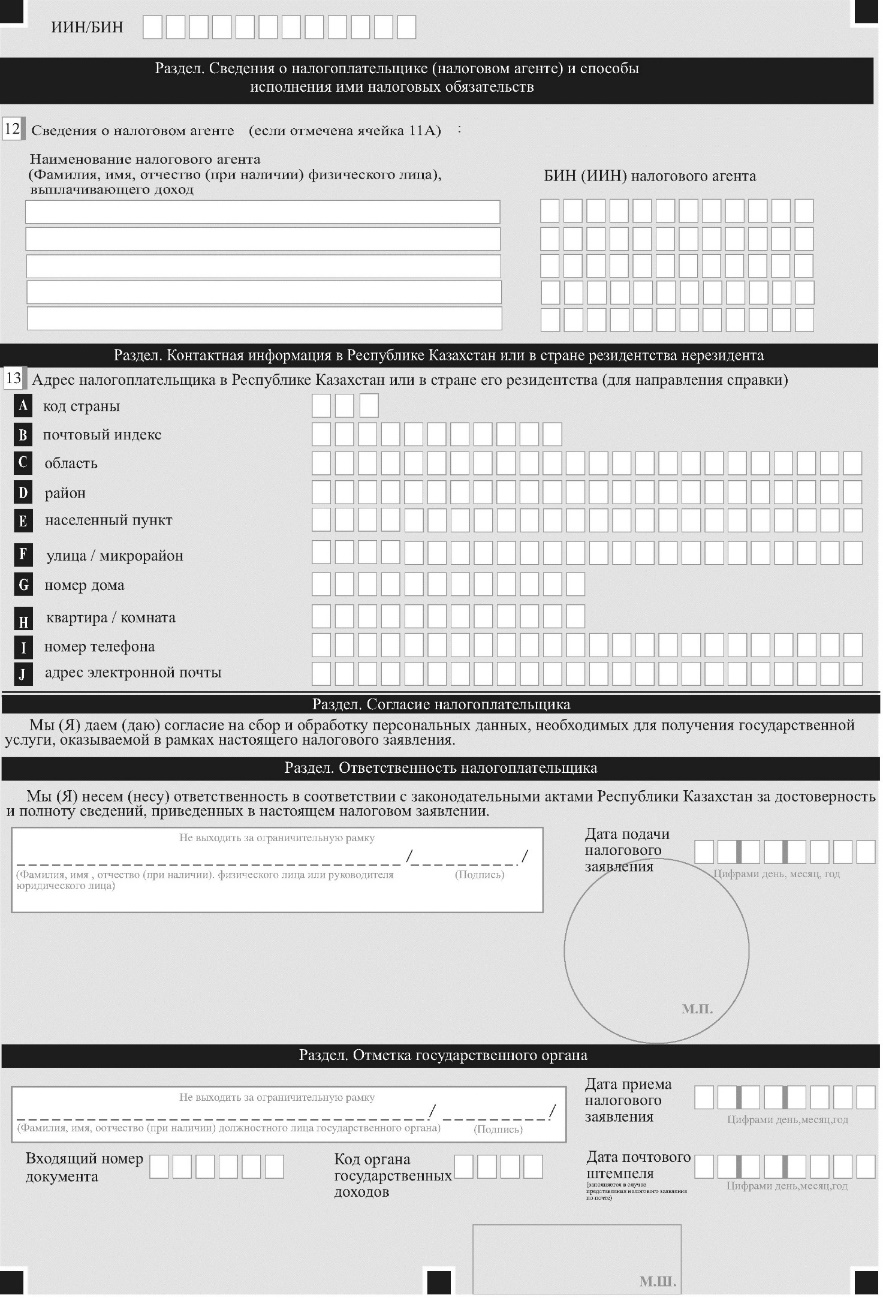 ИИН/БИН
Раздел. Сведения о налогоплательщике (налоговом агенте) и способы
исполнения ими налоговых обязательств
12 Сведения о налоговом агенте (если отмечена ячейка 11А) :
Наименование налогового агента
(Фамилия, имя, отчество (при наличии) физического лица),
выплачивающего доход
БИН (ИИН) налогового агента
Раздел. Контактная информация в Республике Казахстан или в стране резидентства нерезидента
13 Адрес налогоплательщика в Республике Казахстан или в стране его резидентства (для направления справки)
A код страны
B почтовый индекс
C область
D район
E населенный пункт
F улица / микрорайон
G номер дома
H квартира / комната
I номер телефона
J адрес электронной почты
Раздел. Согласие налогоплательщика
Мы (Я) даем (даю) согласие на сбор и обработку персональных данных, необходимых для получения государственной
услуги, оказываемой в рамках настоящего налогового заявления.
Раздел. Ответственность налогоплательщика
Мы (Я) несем (несу) ответственность в соответствии с законодательными актами Республики Казахстан за достоверность
и полноту сведений, приведенных в настоящем налоговом заявлении.
Не выходить за ограничительную рамку
/ /
(Фамилия, имя , отчество (при наличии). физического лица или руководителя
юридического лица)
(Подпись)
Дата подачи
налогового
заявления
Цифрами день, месяц, год
М.П.
Раздел. Отметка государственного органа
Не выходить за ограничительную рамку
/ /
(Фамилия, имя, оотчество (при наличии) должностного лица государственного органа)
(Подпись)
Дата приема
налогового
заявления
Цифрами день,месяц,год
Входящий номер
документа
Код органа
государственных
доходов
Дата почтового
штемпеля
(заполняется в случае
представления налогового заявления
по почте)
Цифрами день,месяц,год
М.Ш.